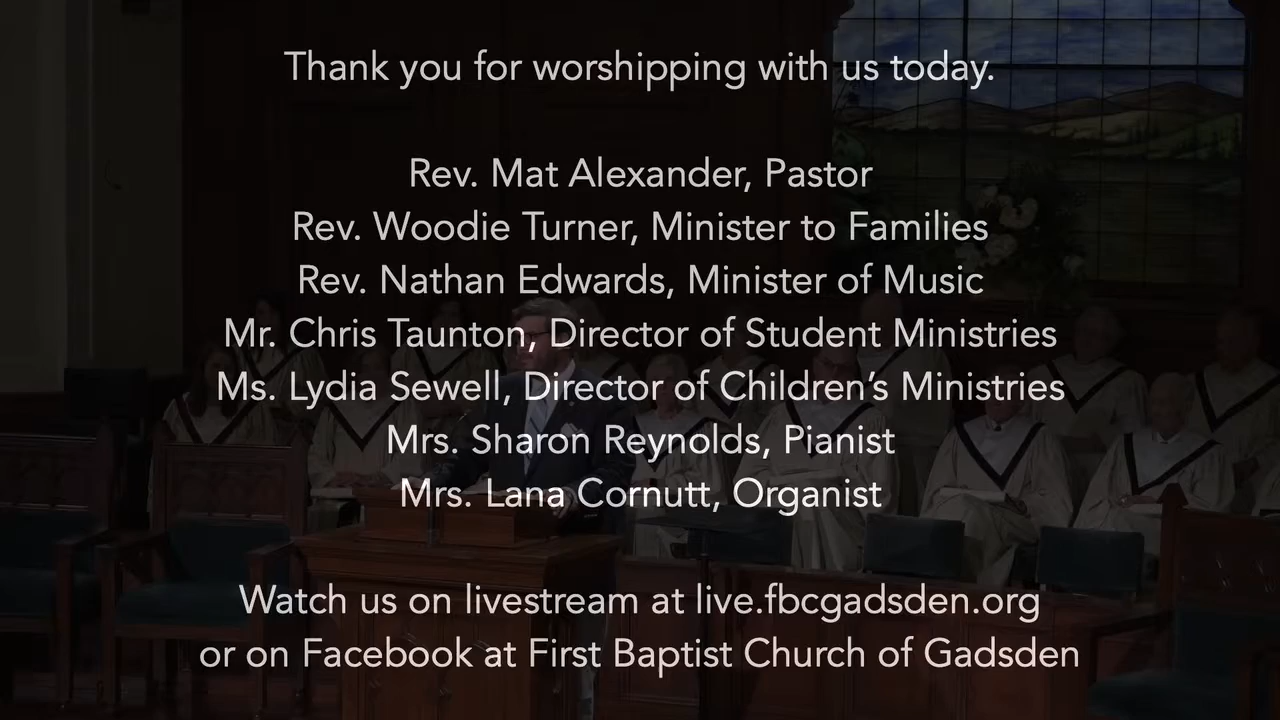 Thank you for worshipping with us today.
Rev. Mat Alexander, Pastor
Rev. Woodie Turner, Minister to Families
Rev. Nathan Edwards, Minister of Music
Mr. Chris Taunton, Director of Student Ministries
Ms. Lydia Sewell, Director of Children’s Ministries
Mrs. Sharon Reynolds, Pianist
Mrs. Lana Cornutt, Organist
Watch us on livestream at live.fbcgadsden.org
or on Facebook at First Baptist Church of Gadsden